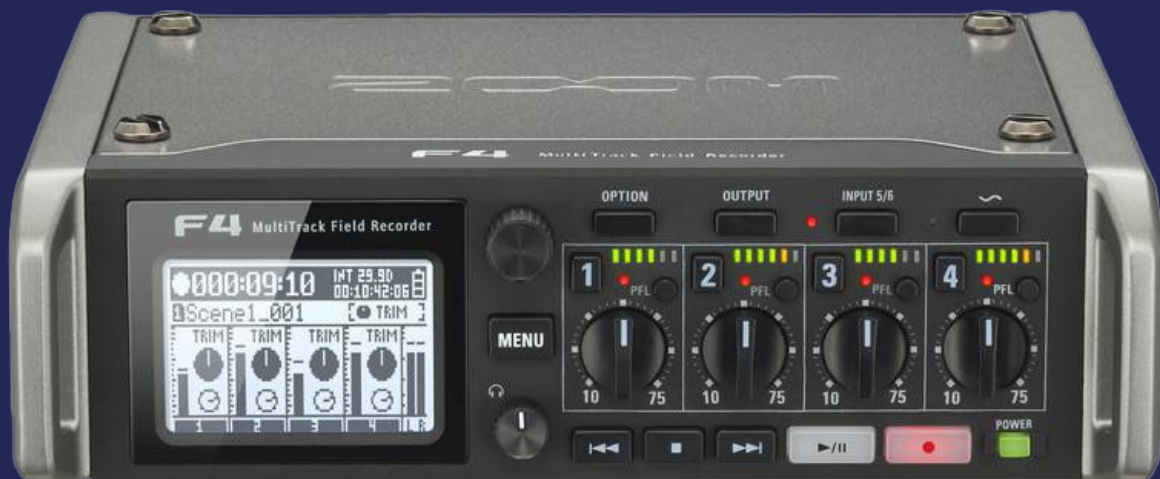 ZOOM
F4 MultiTrack Field Recorder
F4 MultiTrack Field Recorder
000:09:10 INT 29.9D 00:10:42:06
Scene1_001 [ TRIM ]
TRIM TRIM TRIM TRIM
1 2 3 4 L R
MENU
OPTION OUTPUT INPUT 5/6
1 2 3 4
PFL PFL PFL PFL
10 75 10 75 10 75 10 75
POWER